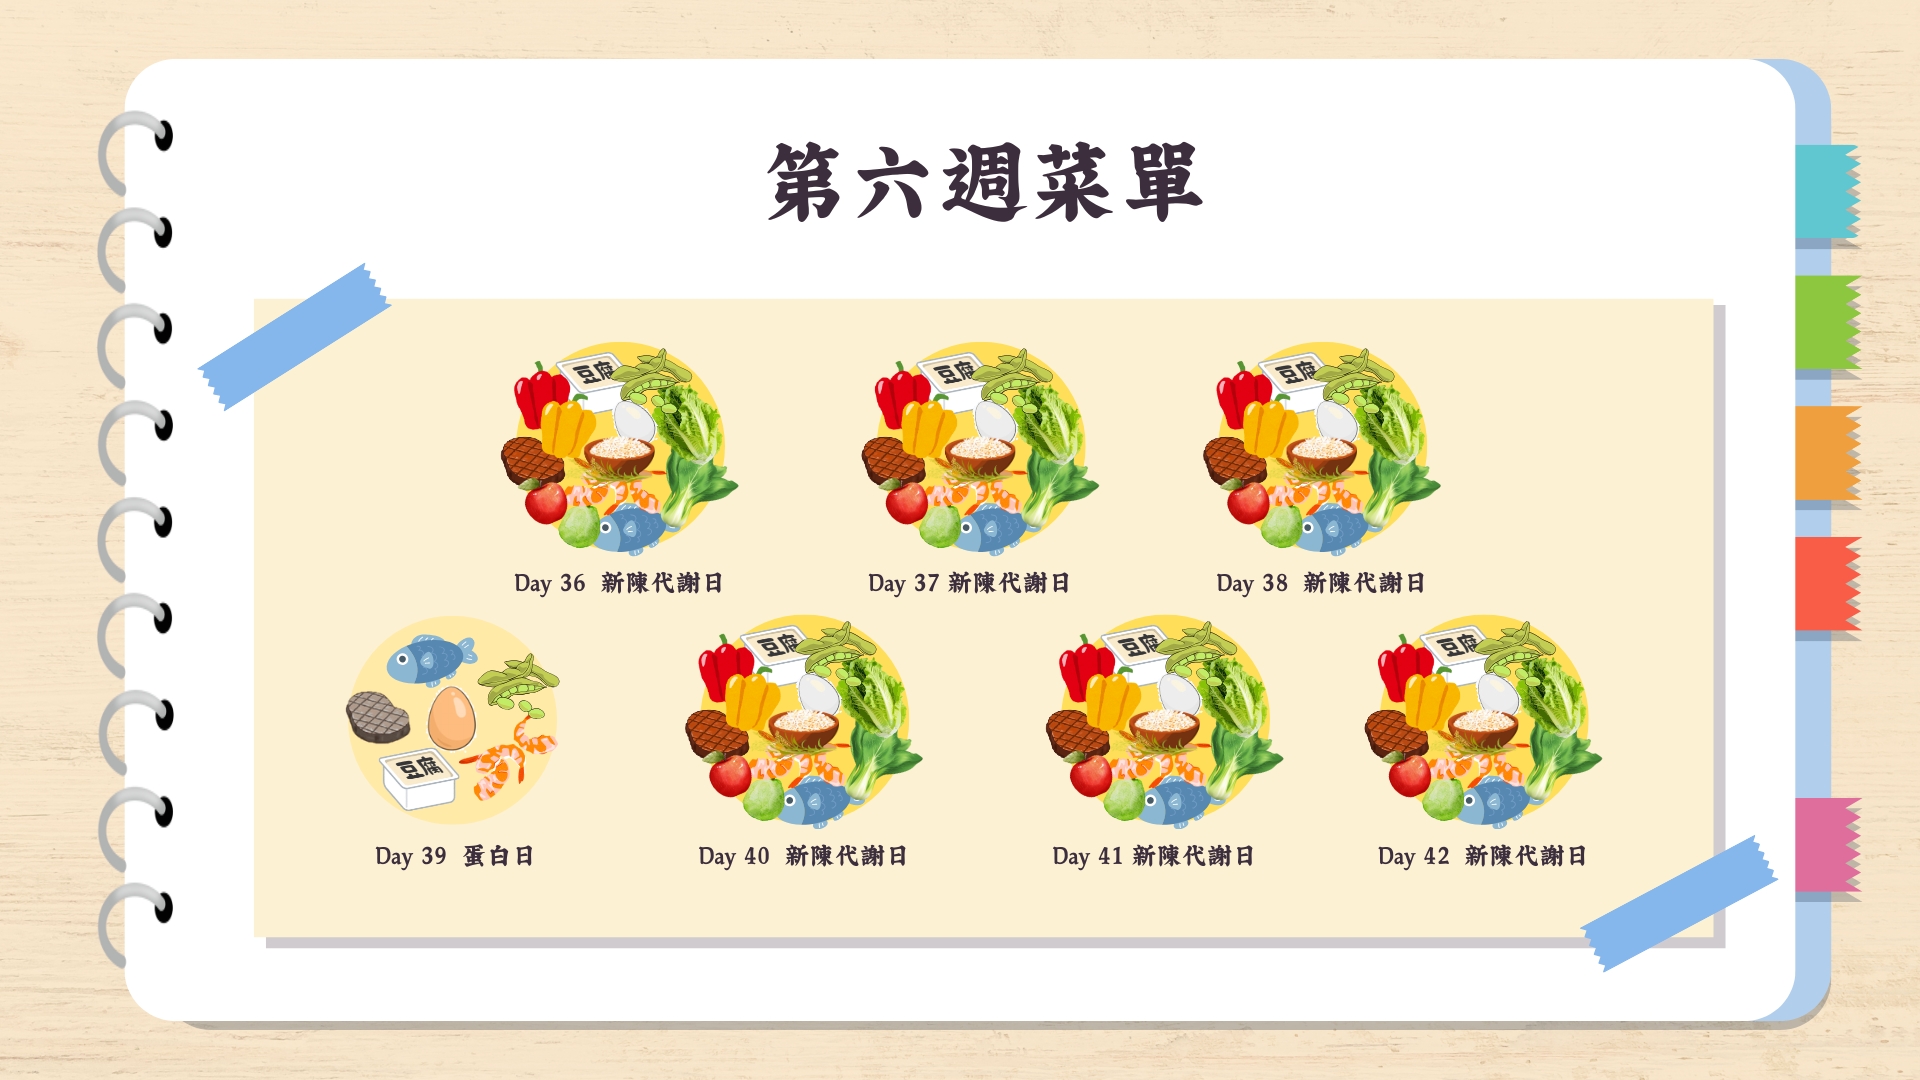 第六週菜單
豆腐
豆腐
豆腐
Day 36 新陳代謝日
Day 37 新陳代謝日
Day 38 新陳代謝日
豆腐
豆腐
豆腐
豆腐
Day 39 蛋白日
Day 40 新陳代謝日
Day 41 新陳代謝日
Day 42 新陳代謝日